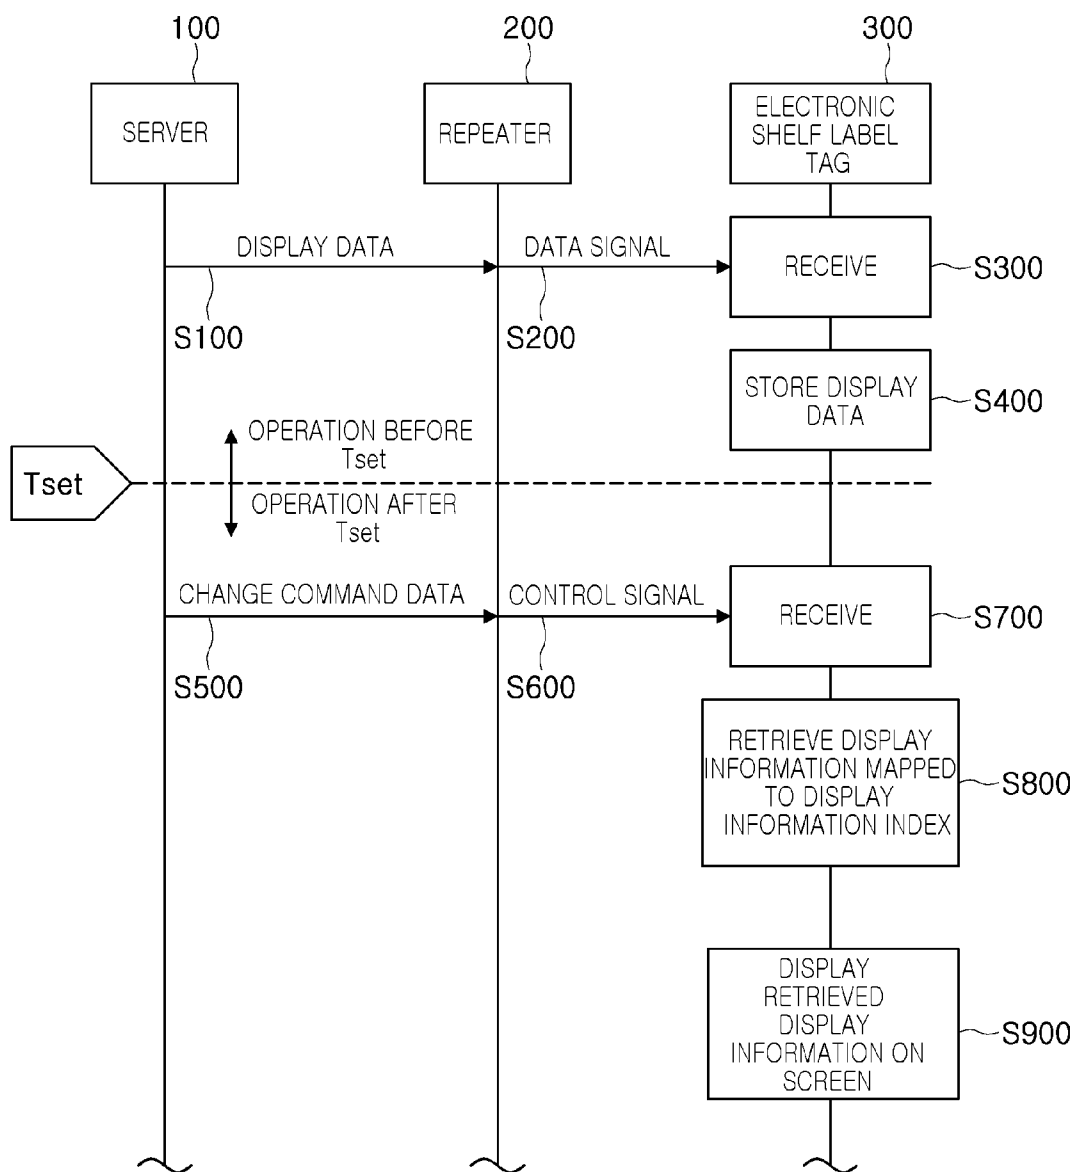 100
200
300
SERVER
REPEATER
ELECTRONIC
SHELF LABEL
TAG
DISPLAY DATA
DATA SIGNAL
RECEIVE
S300
S100
S200
STORE DISPLAY
DATA
S400
OPERATION BEFORE
Tset
Tset
OPERATION AFTER
Tset
CHANGE COMMAND DATA
CONTROL SIGNAL
RECEIVE
S700
S500
S600
RETRIEVE DISPLAY
INFORMATION MAPPED
TO DISPLAY
INFORMATION INDEX
S800
DISPLAY
RETRIEVED
DISPLAY
INFORMATION ON
SCREEN
S900